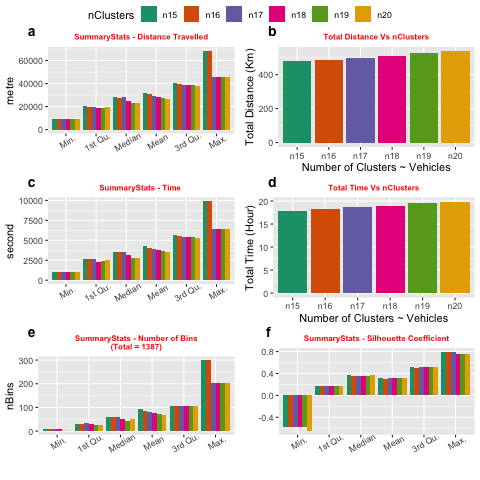 nClusters n15 n16 n17 n18 n19 n20
a
SummaryStats - Distance Travelled
metre
60000
40000
20000
0
Min. 1st Qu. Median Mean 3rd Qu. Max.
b
Total Distance Vs nClusters
Total Distance (Km)
400
200
0
n15 n16 n17 n18 n19 n20
Number of Clusters ~ Vehicles
c
SummaryStats - Time
second
10000
7500
5000
2500
0
Min. 1st Qu. Median Mean 3rd Qu. Max.
d
Total Time Vs nClusters
Total Time (Hour)
20
15
10
5
0
n15 n16 n17 n18 n19 n20
Number of Clusters ~ Vehicles
e
SummaryStats - Number of Bins
(Total = 1387)
nBins
300
200
100
0
Min. 1st Qu. Median Mean 3rd Qu. Max.
f
SummaryStats - Silhouette Coefficient
0.8
0.4
0.0
-0.4
Min. 1st Qu. Median Mean 3rd Qu. Max.